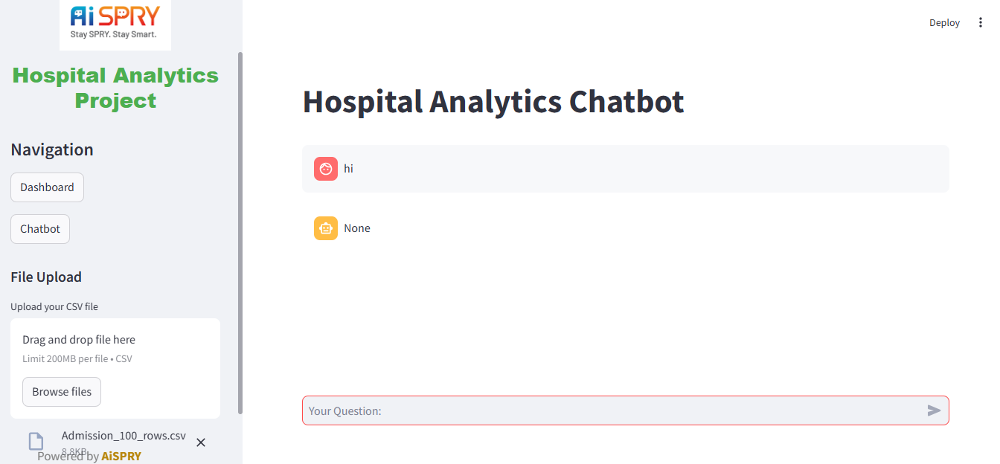 Ai SPRY
Stay SPRY. Stay Smart.
Hospital Analytics
Project
Navigation
Dashboard
Chatbot
File Upload
Upload your CSV file
Drag and drop file here
Limit 200MB per file • CSV
Browse files
Admission_100_rows.csv
8.8KB
Powered by AiSPRY
Deploy
Hospital Analytics Chatbot
hi
None
Your Question: